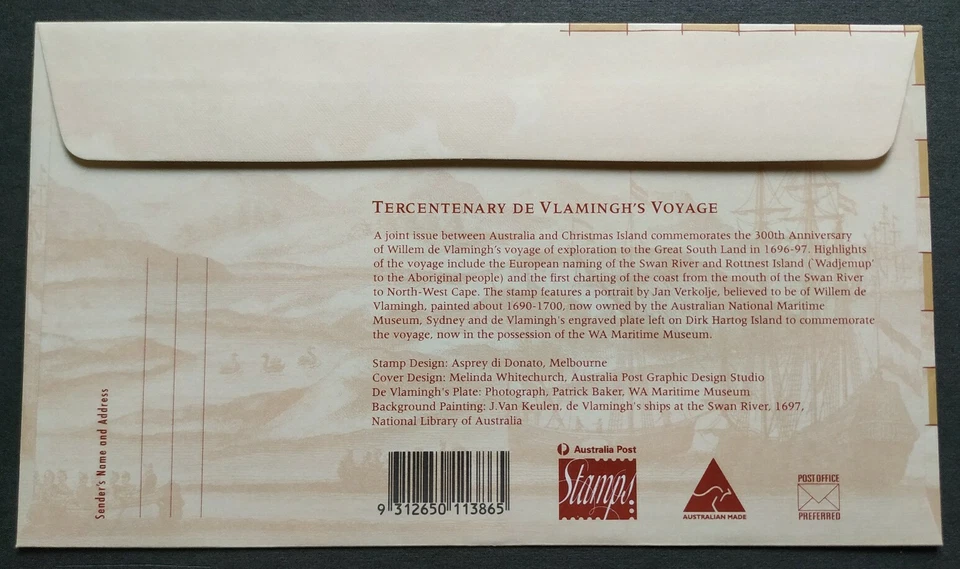 TERCENTENARY DE VLAMINGH'S VOYAGE
A joint issue between Australia and Christmas Island commemorates the 300th Anniversary
of Willem de Vlamingh's voyage of exploration to the Great South Land in 1696-97. Highlights
of the voyage include the European naming of the Swan River and Rottnest Island ('Wadjemup'
to the Aboriginal people) and the first charting of the coast from the mouth of the Swan River
to North-West Cape. The stamp features a portrait by Jan Verkolje, believed to be of Willem de
Vlamingh, painted about 1690-1700, now owned by the Australian National Maritime
Museum, Sydney and de Vlamingh's engraved plate left on Dirk Hartog Island to commemorate
the voyage, now in the possession of the WA Maritime Museum.
Stamp Design: Asprey di Donato, Melbourne
Cover Design: Melinda Whitechurch, Australia Post Graphic Design Studio
De Vlamingh's Plate: Photograph, Patrick Baker, WA Maritime Museum
Background Painting: J.Van Keulen, de Vlamingh's ships at the Swan River, 1697,
National Library of Australia
Sender's Name and Address
9 312650 113865
Australia Post
Stamps!
AUSTRALIAN MADE
POST OFFICE
PREFERRED